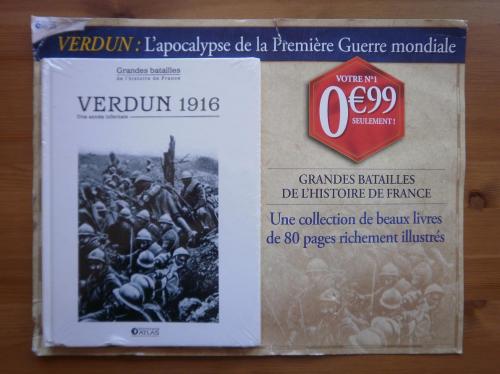 VERDUN : L'apocalypse de la Première Guerre mondiale
Grandes batailles
de l'histoire de France
VERDUN 1916
Une année infernale
ATLAS
VOTRE N°1
0€99
SEULEMENT !
GRANDES BATAILLES
DE L'HISTOIRE DE FRANCE
Une collection de beaux livres
de 80 pages richement illustrés